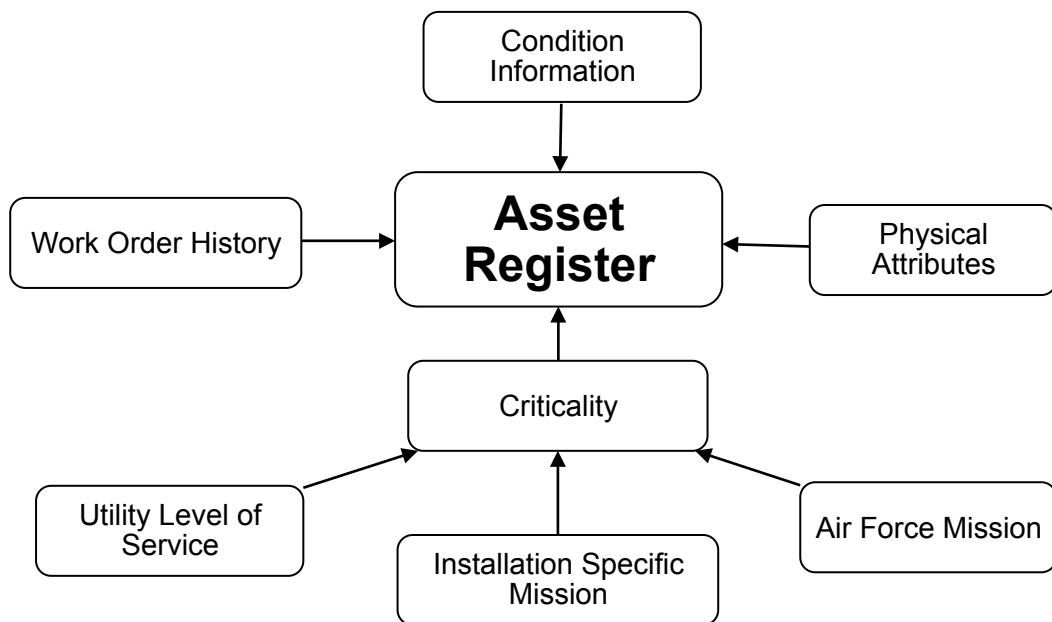 Condition
Information
Asset
Register
Work Order History
Physical
Attributes
Criticality
Utility Level of
Service
Installation Specific
Mission
Air Force Mission